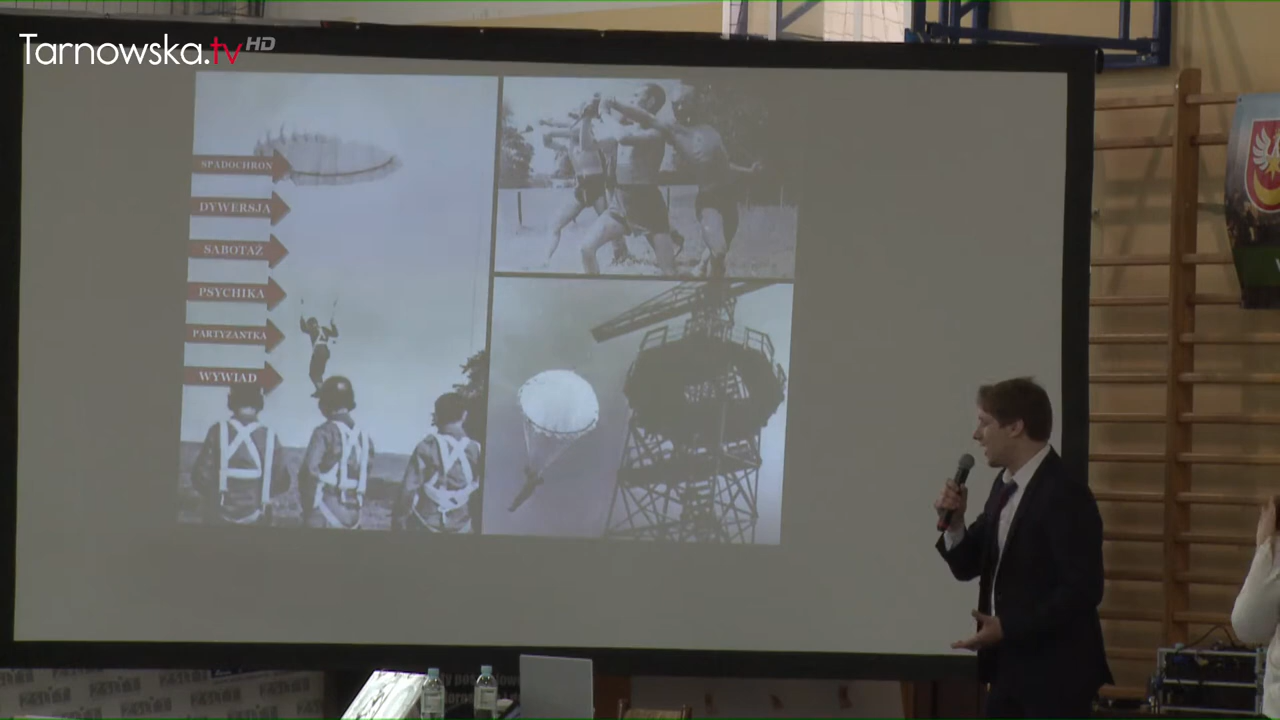 Tarnowska.tv HD
SPADOCHRON
DYWERSJA
SABOTAŻ
PSYCHIKA
PARTYZANTKA
WYWIAD